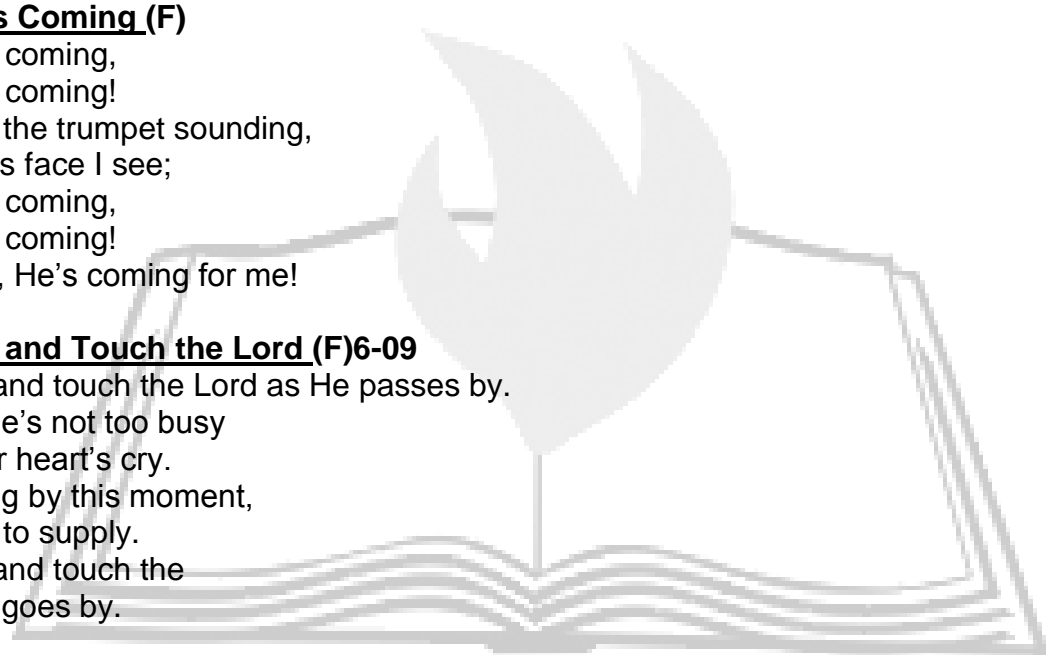 s Coming (F)
coming,
coming!
the trumpet sounding,
s face I see;
coming,
coming!
, He’s coming for me!
and Touch the Lord (F)6-09
and touch the Lord as He passes by.
e’s not too busy
r heart’s cry.
g by this moment,
to supply.
and touch the
goes by.